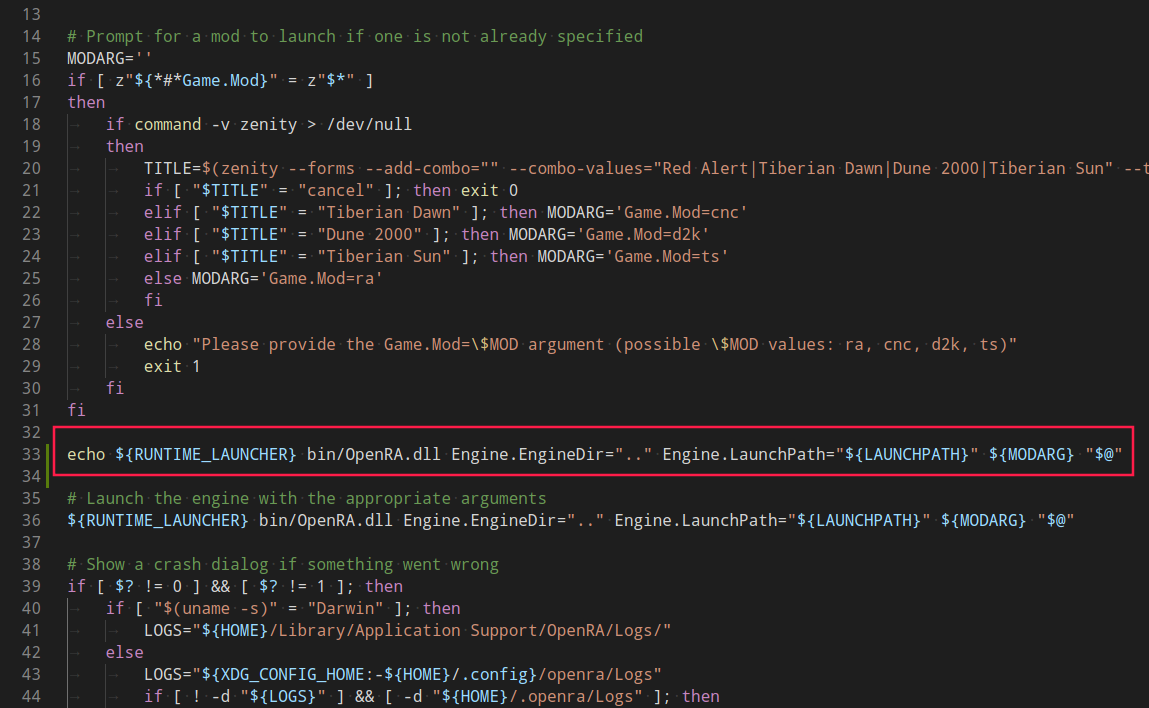 13
14 # Prompt for a mod to launch if one is not already specified
15 MODARG=''
16 if [ z"${*#*Game.Mod}" = z"$*" ]
17 then
18 if command -v zenity > /dev/null
19 then
20 TITLE=$(zenity --forms --add-combo="" --combo-values="Red Alert|Tiberian Dawn|Dune 2000|Tiberian Sun" --t
21 if [ "$TITLE" = "cancel" ]; then exit 0
22 elif [ "$TITLE" = "Tiberian Dawn" ]; then MODARG='Game.Mod=cnc'
23 elif [ "$TITLE" = "Dune 2000" ]; then MODARG='Game.Mod=d2k'
24 elif [ "$TITLE" = "Tiberian Sun" ]; then MODARG='Game.Mod=ts'
25 else MODARG='Game.Mod=ra'
26 fi
27 else
28 echo "Please provide the Game.Mod=\$MOD argument (possible \$MOD values: ra, cnc, d2k, ts)"
29 exit 1
30 fi
31 fi
32
33 echo ${RUNTIME_LAUNCHER} bin/OpenRA.dll Engine.EngineDir=".." Engine.LaunchPath="${LAUNCHPATH}" ${MODARG} "$@"
34
35 # Launch the engine with the appropriate arguments
36 ${RUNTIME_LAUNCHER} bin/OpenRA.dll Engine.EngineDir=".." Engine.LaunchPath="${LAUNCHPATH}" ${MODARG} "$@"
37
38 # Show a crash dialog if something went wrong
39 if [ $? != 0 ] && [ $? != 1 ]; then
40 if [ "$(uname -s)" = "Darwin" ]; then
41 LOGS="${HOME}/Library/Application Support/OpenRA/Logs/"
42 else
43 LOGS="${XDG_CONFIG_HOME:-${HOME}/.config}/openra/Logs"
44 if [ ! -d "${LOGS}" ] && [ -d "${HOME}/.openra/Logs" ]; then